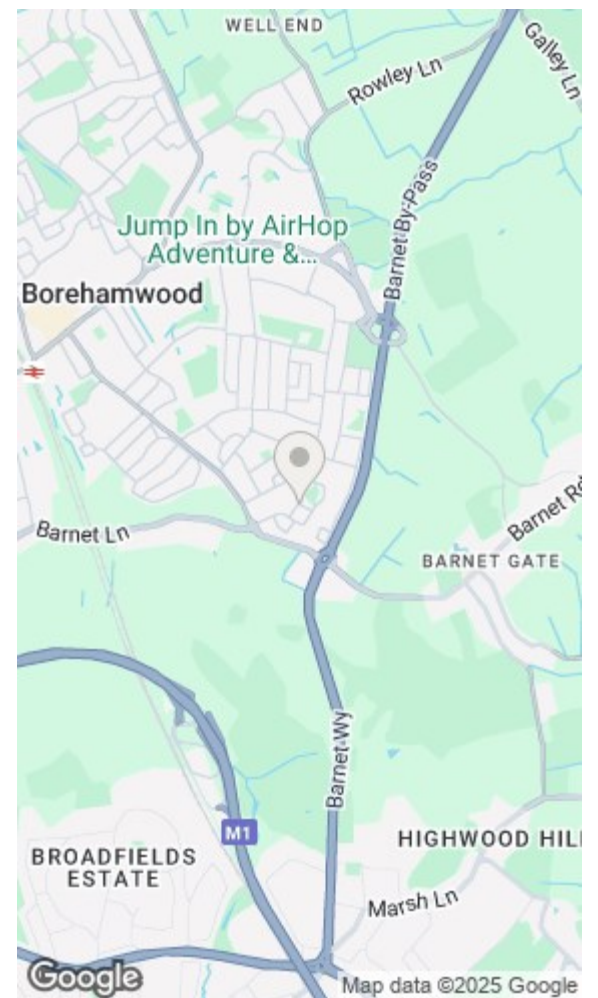 WELL END
Galley Ln
Rowley Ln
Barnet By-Pass
Jump In by AirHop
Adventure &...
Borehamwood
Barnet Ln
Barnet Rd
BARNET GATE
Barnet Wy
M1
HIGHWOOD HIL
BROADFIELDS
ESTATE
Marsh Ln
Google
Map data ©2025 Google